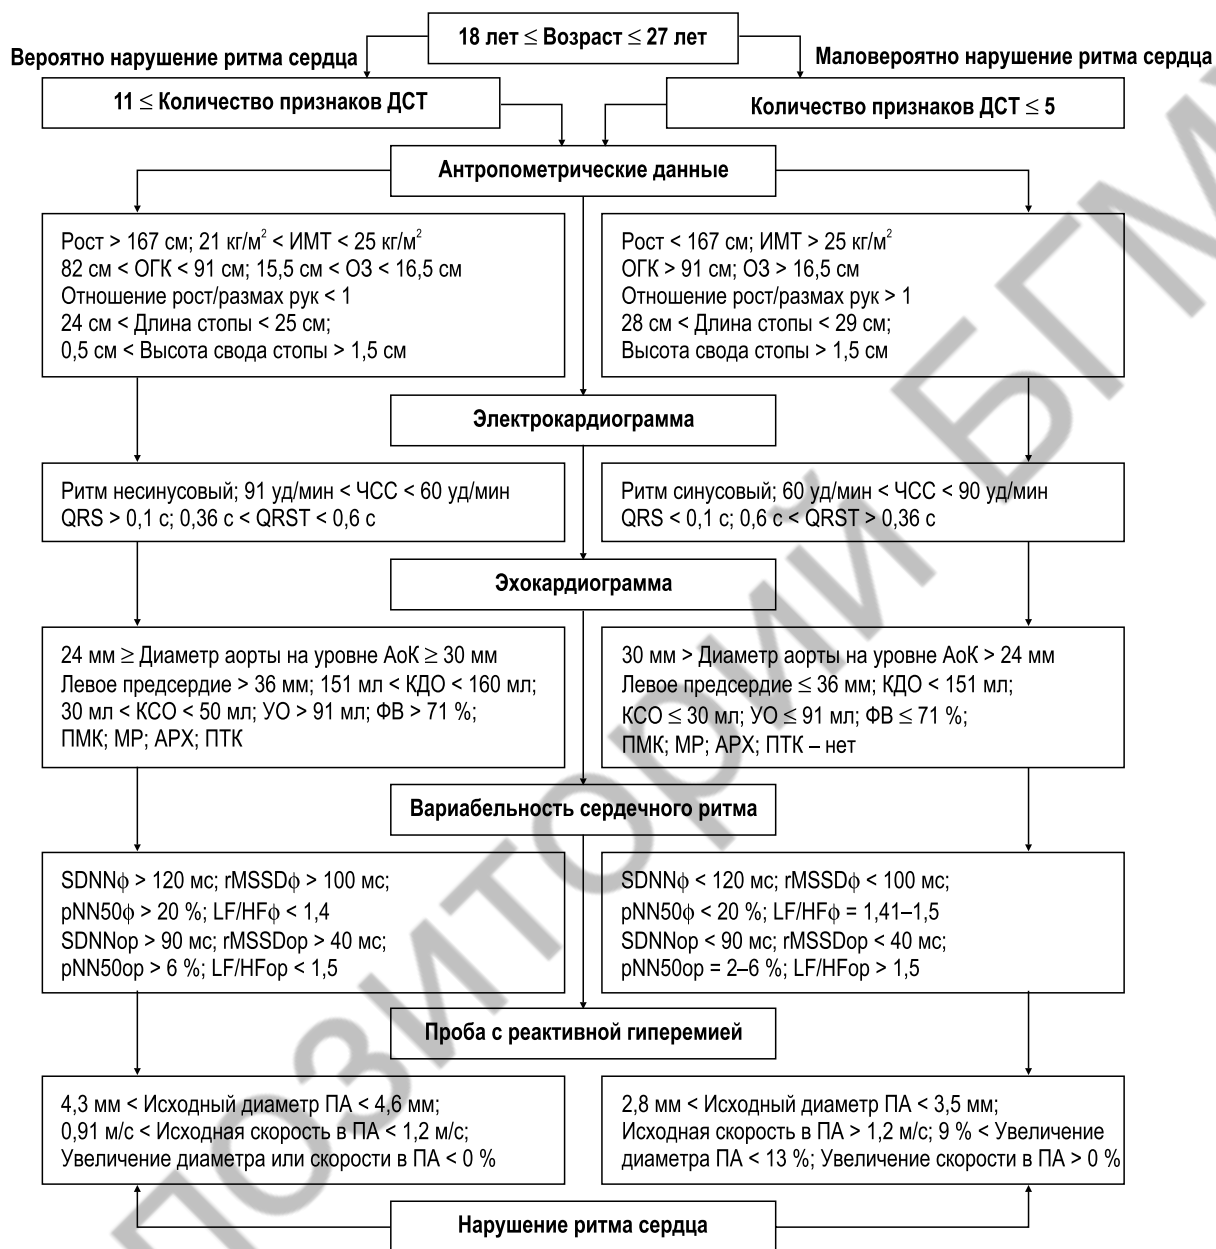 18 лет ≤ Возраст ≤ 27 лет
Вероятно нарушение ритма сердца
Маловероятно нарушение ритма сердца
11 ≤ Количество признаков ДСТ
Количество признаков ДСТ ≤ 5
Антропометрические данные
Рост > 167 см; 21 кг/м² < ИМТ < 25 кг/м²
82 см < ОГК < 91 см; 15,5 см < ОЗ < 16,5 см
Отношение рост/размах рук < 1
24 см < Длина стопы < 25 см;
0,5 см < Высота свода стопы > 1,5 см
Рост < 167 см; ИМТ > 25 кг/м²
ОГК > 91 см; ОЗ > 16,5 см
Отношение рост/размах рук > 1
28 см < Длина стопы < 29 см;
Высота свода стопы > 1,5 см
Электрокардиограмма
Ритм несинусовый; 91 уд/мин < ЧСС < 60 уд/мин
QRS > 0,1 с; 0,36 с < QRST < 0,6 с
Ритм синусовый; 60 уд/мин < ЧСС < 90 уд/мин
QRS < 0,1 с; 0,6 с < QRST > 0,36 с
Эхокардиограмма
24 мм ≥ Диаметр аорты на уровне АоК ≥ 30 мм
Левое предсердие > 36 мм; 151 мл < КДО < 160 мл;
30 мл < КСО < 50 мл; УО > 91 мл; ФВ > 71 %;
ПМК; МР; АРХ; ПТК
30 мм > Диаметр аорты на уровне АоК > 24 мм
Левое предсердие ≤ 36 мм; КДО < 151 мл;
КСО ≤ 30 мл; УО ≤ 91 мл; ФВ ≤ 71 %;
ПМК; МР; АРХ; ПТК – нет
Вариабельность сердечного ритма
SDNNϕ > 120 мс; rMSSDϕ > 100 мс;
pNN50ϕ > 20 %; LF/HFϕ < 1,4
SDNNор > 90 мс; rMSSDор > 40 мс;
pNN50ор > 6 %; LF/HFор < 1,5
SDNNϕ < 120 мс; rMSSDϕ < 100 мс;
pNN50ϕ < 20 %; LF/HFϕ = 1,41–1,5
SDNNор < 90 мс; rMSSDор < 40 мс;
pNN50ор = 2–6 %; LF/HFор > 1,5
Проба с реактивной гиперемией
4,3 мм < Исходный диаметр ПА < 4,6 мм;
0,91 м/с < Исходная скорость в ПА < 1,2 м/с;
Увеличение диаметра или скорости в ПА < 0 %
2,8 мм < Исходный диаметр ПА < 3,5 мм;
Исходная скорость в ПА > 1,2 м/с; 9 % < Увеличение
диаметра ПА < 13 %; Увеличение скорости в ПА > 0 %
Нарушение ритма сердца
позиторий БГМУ